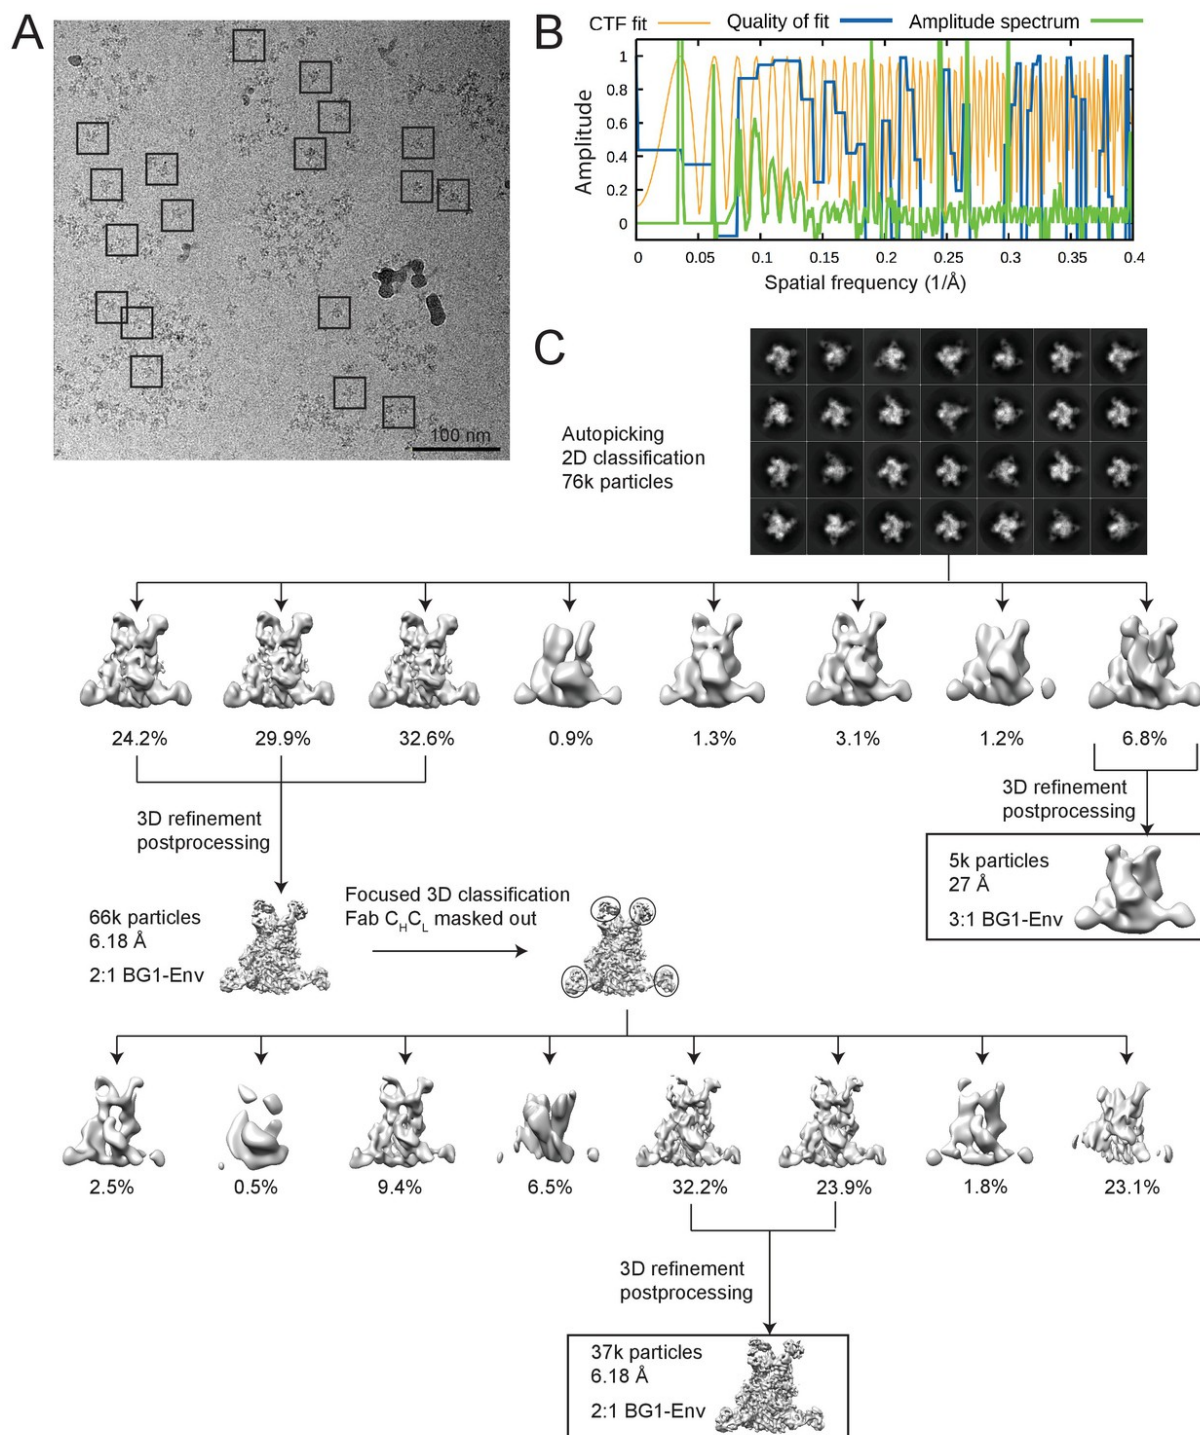 A
100 nm
B
CTF fit
Quality of fit
Amplitude spectrum
Amplitude
1
0.8
0.6
0.4
0.2
0
0 0.05 0.1 0.15 0.2 0.25 0.3 0.35 0.4
Spatial frequency (1/Å)
C
Autopicking
2D classification
76k particles
24.2% 29.9% 32.6% 0.9% 1.3% 3.1% 1.2% 6.8%
3D refinement
postprocessing
3D refinement
postprocessing
5k particles
27 Å
3:1 BG1-Env
66k particles
6.18 Å
2:1 BG1-Env
Focused 3D classification
Fab CHCL masked out
2.5% 0.5% 9.4% 6.5% 32.2% 23.9% 1.8% 23.1%
3D refinement
postprocessing
37k particles
6.18 Å
2:1 BG1-Env